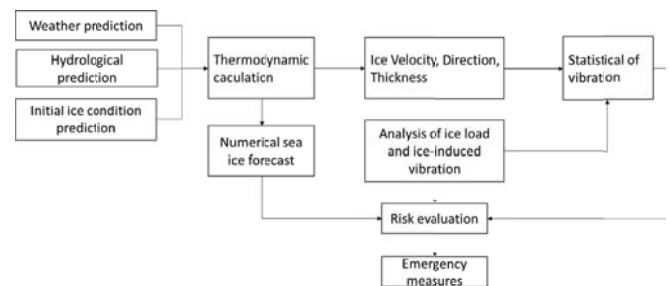 Weather prediction
Hydrological
prediction
Initial ice condition
prediction
Thermodynamic
caculation
Numerical sea
ice forecast
Ice Velocity, Direction,
Thickness
Analysis of ice load
and ice-induced
vibration
Statistical of
vibration
Risk evaluation
Emergency
measures